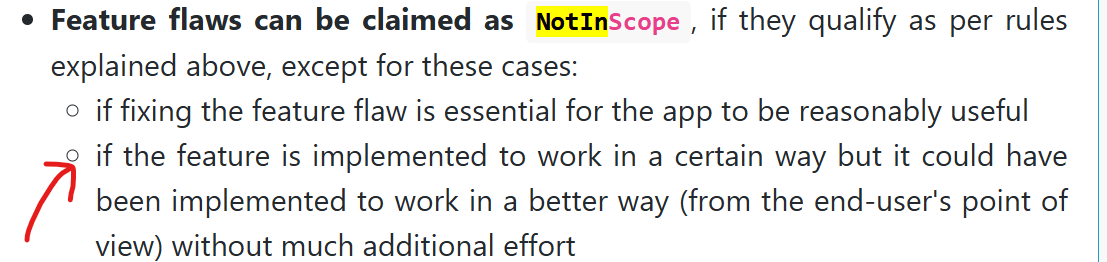 Feature flaws can be claimed as NotInScope, if they qualify as per rules
explained above, except for these cases:
if fixing the feature flaw is essential for the app to be reasonably useful
if the feature is implemented to work in a certain way but it could have
been implemented to work in a better way (from the end-user's point of
view) without much additional effort